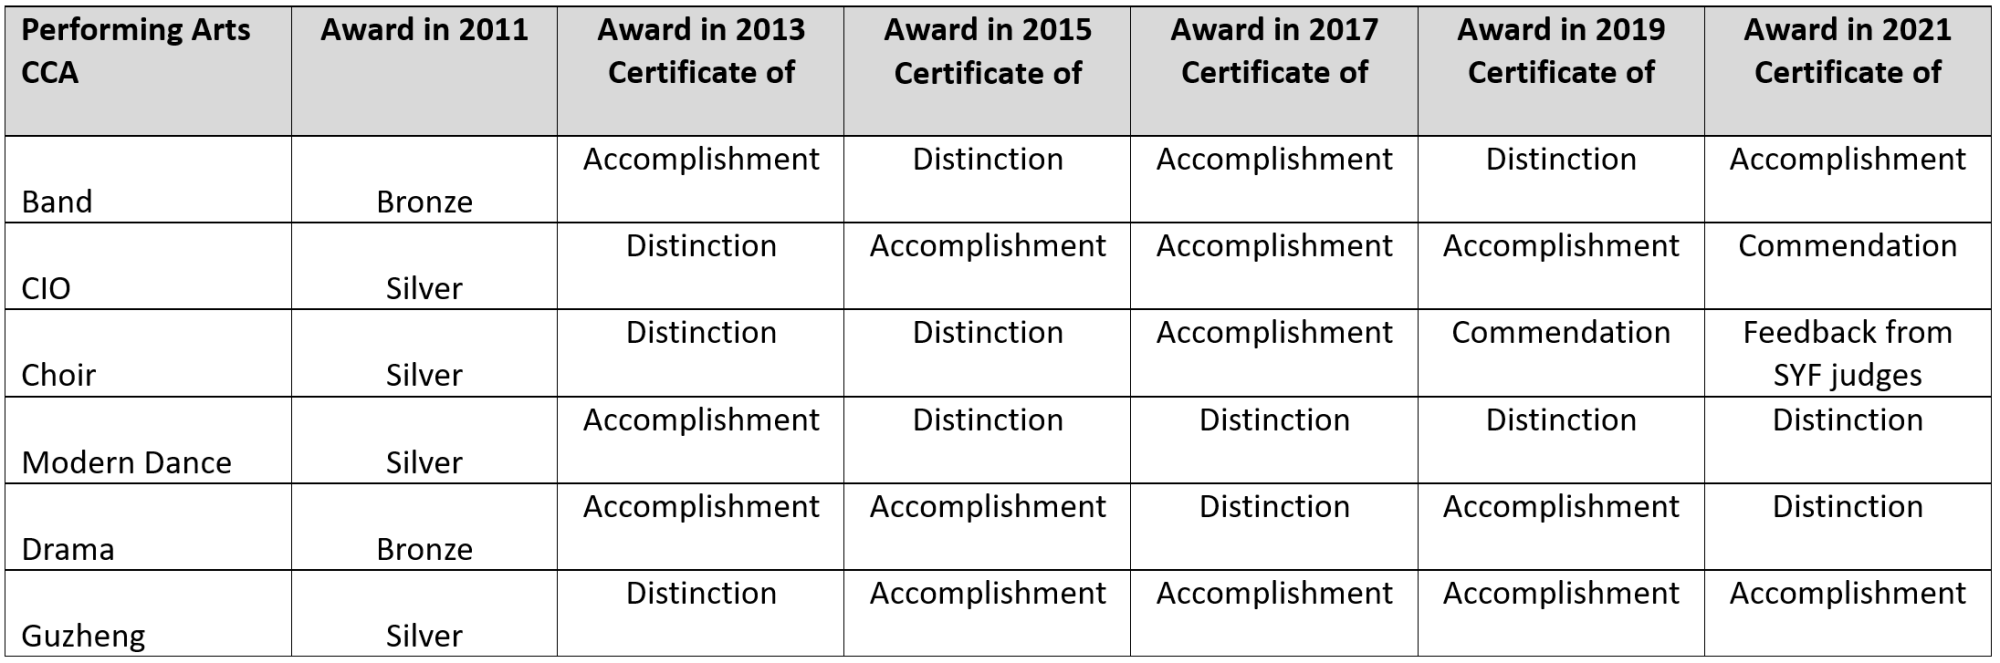 Performing Arts CCA | Award in 2011 | Award in 2013 Certificate of | Award in 2015 Certificate of | Award in 2017 Certificate of | Award in 2019 Certificate of | Award in 2021 Certificate of
Band | Bronze | Accomplishment | Distinction | Accomplishment | Distinction | Accomplishment
CIO | Silver | Distinction | Accomplishment | Accomplishment | Accomplishment | Commendation
Choir | Silver | Distinction | Distinction | Accomplishment | Commendation | Feedback from SYF judges
Modern Dance | Silver | Accomplishment | Distinction | Distinction | Distinction | Distinction
Drama | Bronze | Accomplishment | Accomplishment | Distinction | Accomplishment | Distinction
Guzheng | Silver | Distinction | Accomplishment | Accomplishment | Accomplishment | Accomplishment